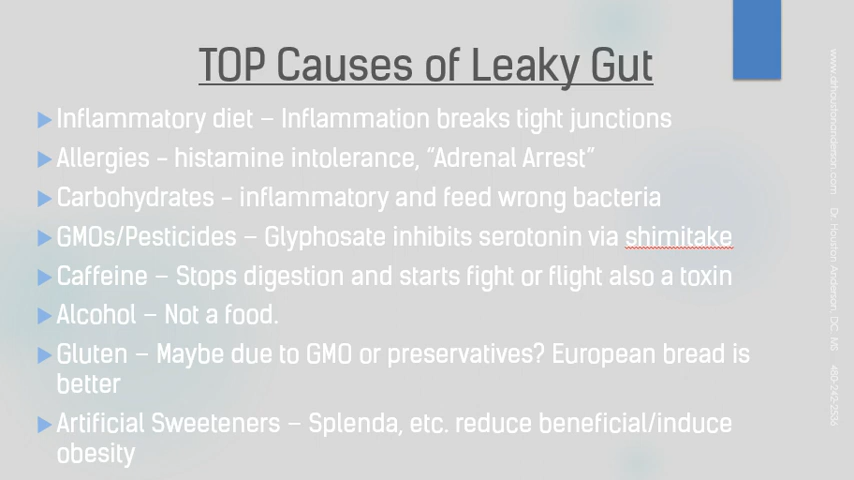 TOP Causes of Leaky Gut
Inflammatory diet – Inflammation breaks tight junctions
Allergies – histamine intolerance, "Adrenal Arrest"
Carbohydrates – inflammatory and feed wrong bacteria
GMOs/Pesticides – Glyphosate inhibits serotonin via shimitake
Caffeine – Stops digestion and starts fight or flight also a toxin
Alcohol – Not a food.
Gluten – Maybe due to GMO or preservatives? European bread is
better
Artificial Sweeteners – Splenda, etc. reduce beneficial/induce
obesity
www.drhoustonanderson.com Dr. Houston Anderson, DC, MS